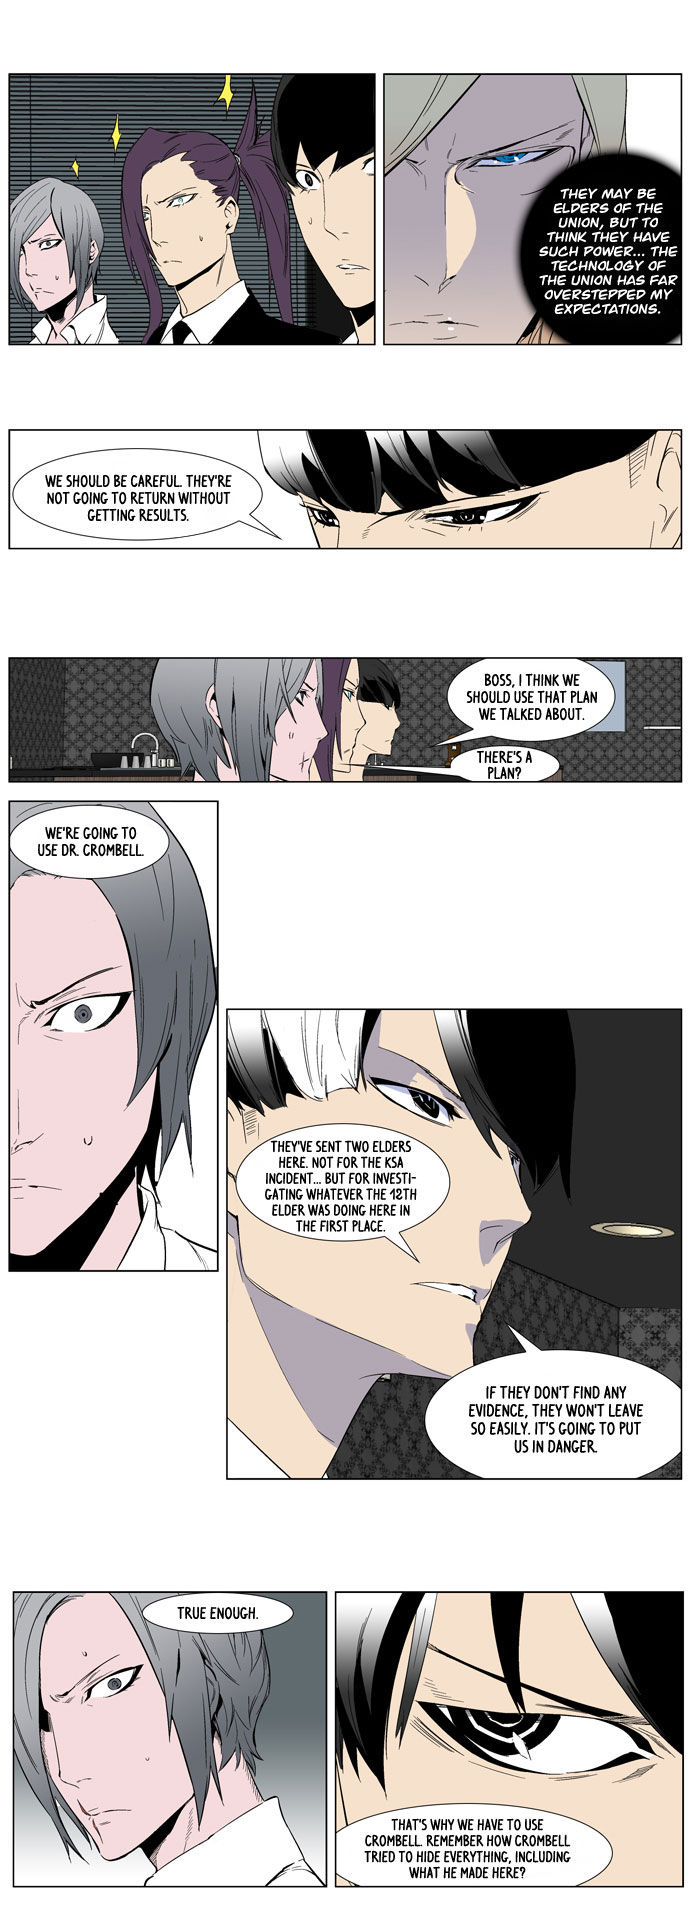 THEY MAY BE
ELDERS OF THE
UNION, BUT TO
THINK THEY HAVE
SUCH POWER... THE
TECHNOLOGY OF
THE UNION HAS FAR
OVERSTEPPED MY
EXPECTATIONS.
WE SHOULD BE CAREFUL. THEY'RE
NOT GOING TO RETURN WITHOUT
GETTING RESULTS.
BOSS, I THINK WE
SHOULD USE THAT PLAN
WE TALKED ABOUT.
THERE'S A
PLAN?
WE'RE GOING TO
USE DR. CROMBELL.
THEY'VE SENT TWO ELDERS
HERE. NOT FOR THE KSA
INCIDENT... BUT FOR INVESTI-
GATING WHATEVER THE 12TH
ELDER WAS DOING HERE IN
THE FIRST PLACE.
IF THEY DON'T FIND ANY
EVIDENCE, THEY WON'T LEAVE
SO EASILY. IT'S GOING TO PUT
US IN DANGER.
TRUE ENOUGH.
THAT'S WHY WE HAVE TO USE
CROMBELL. REMEMBER HOW CROMBELL
TRIED TO HIDE EVERYTHING, INCLUDING
WHAT HE MADE HERE?